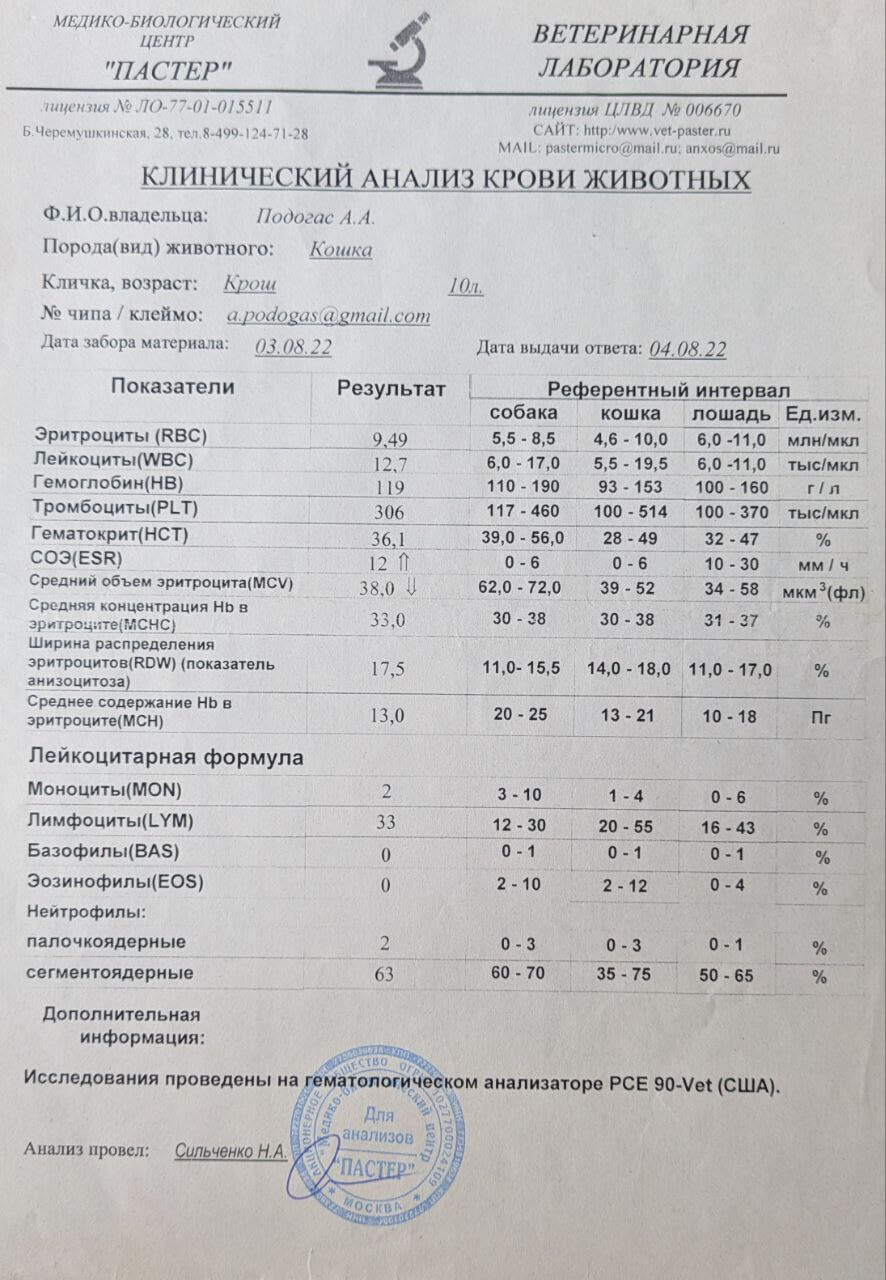 МЕДИКО-БИОЛОГИЧЕСКИЙ
ЦЕНТР
"ПАСТЕР"
ВЕТЕРИНАРНАЯ
ЛАБОРАТОРИЯ
лицензия № ЛО-77-01-015511
Б.Черемушкинская, 28, тел.8-499-124-71-28
лицензия ЦЛВД № 006670
САЙТ: http:/www.vet-paster.ru
MAIL: pastermicro@mail.ru; anxos@mail.ru
КЛИНИЧЕСКИЙ АНАЛИЗ КРОВИ ЖИВОТНЫХ
Ф.И.О.владельца: Подогас А.А.
Порода(вид) животного: Кошка
Кличка, возраст: Крош 10л.
№ чипа / клеймо: a.podogas@gmail.com
Дата забора материала: 03.08.22 Дата выдачи ответа: 04.08.22
Показатели Результат Референтный интервал
собака кошка лошадь Ед.изм.
Эритроциты (RBC) 9,49 5,5 - 8,5 4,6 - 10,0 6,0 -11,0 млн/мкл
Лейкоциты(WBC) 12,7 6,0 - 17,0 5,5 - 19,5 6,0 -11,0 тыс/мкл
Гемоглобин(HB) 119 110 - 190 93 - 153 100 - 160 г / л
Тромбоциты(PLT) 306 117 - 460 100 - 514 100 - 370 тыс/мкл
Гематокрит(HCT) 36,1 39,0 - 56,0 28 - 49 32 - 47 %
СОЭ(ESR) 12 ⇑ 0 - 6 0 - 6 10 - 30 мм / ч
Средний объем эритроцита(MCV) 38,0 ⇓ 62,0 - 72,0 39 - 52 34 - 58 мкм³(фл)
Средняя концентрация Hb в
эритроците(MCHC) 33,0 30 - 38 30 - 38 31 - 37 %
Ширина распределения
эритроцитов(RDW) (показатель
анизоцитоза) 17,5 11,0- 15,5 14,0 - 18,0 11,0 - 17,0 %
Среднее содержание Hb в
эритроците(MCH) 13,0 20 - 25 13 - 21 10 - 18 Пг
Лейкоцитарная формула
Моноциты(MON) 2 3 - 10 1 - 4 0 - 6 %
Лимфоциты(LYM) 33 12 - 30 20 - 55 16 - 43 %
Базофилы(BAS) 0 0 - 1 0 - 1 0 - 1 %
Эозинофилы(EOS) 0 2 - 10 2 - 12 0 - 4 %
Нейтрофилы:
палочкоядерные 2 0 - 3 0 - 3 0 - 1 %
сегментоядерные 63 60 - 70 35 - 75 50 - 65 %
Дополнительная
информация:
Исследования проведены на гематологическом анализаторе PCE 90-Vet (США).
Анализ провел: Сильченко Н.А.
АКЦИОНЕРНОЕ ОБЩЕСТВО
"Медико-биологический центр
Для
анализов
"ПАСТЕР"
* МОСКВА *